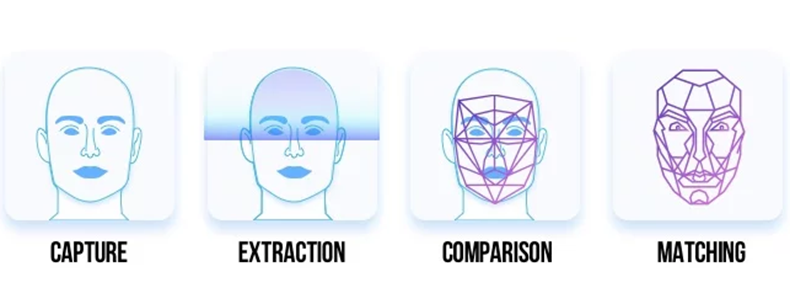 CAPTURE
EXTRACTION
COMPARISON
MATCHING